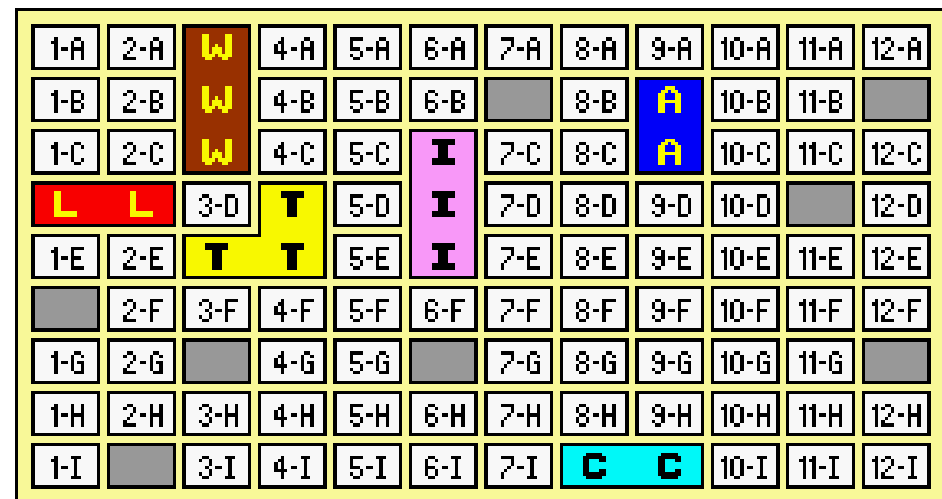 1-A 2-A W 4-A 5-A 6-A 7-A 8-A 9-A 10-A 11-A 12-A
1-B 2-B W 4-B 5-B 6-B 8-B A 10-B 11-B
1-C 2-C W 4-C 5-C I 7-C 8-C A 10-C 11-C 12-C
L L 3-D T 5-D I 7-D 8-D 9-D 10-D 12-D
1-E 2-E T T 5-E I 7-E 8-E 9-E 10-E 11-E 12-E
2-F 3-F 4-F 5-F 6-F 7-F 8-F 9-F 10-F 11-F 12-F
1-G 2-G 4-G 5-G 7-G 8-G 9-G 10-G 11-G
1-H 2-H 3-H 4-H 5-H 6-H 7-H 8-H 9-H 10-H 11-H 12-H
1-I 3-I 4-I 5-I 6-I 7-I C C 10-I 11-I 12-I